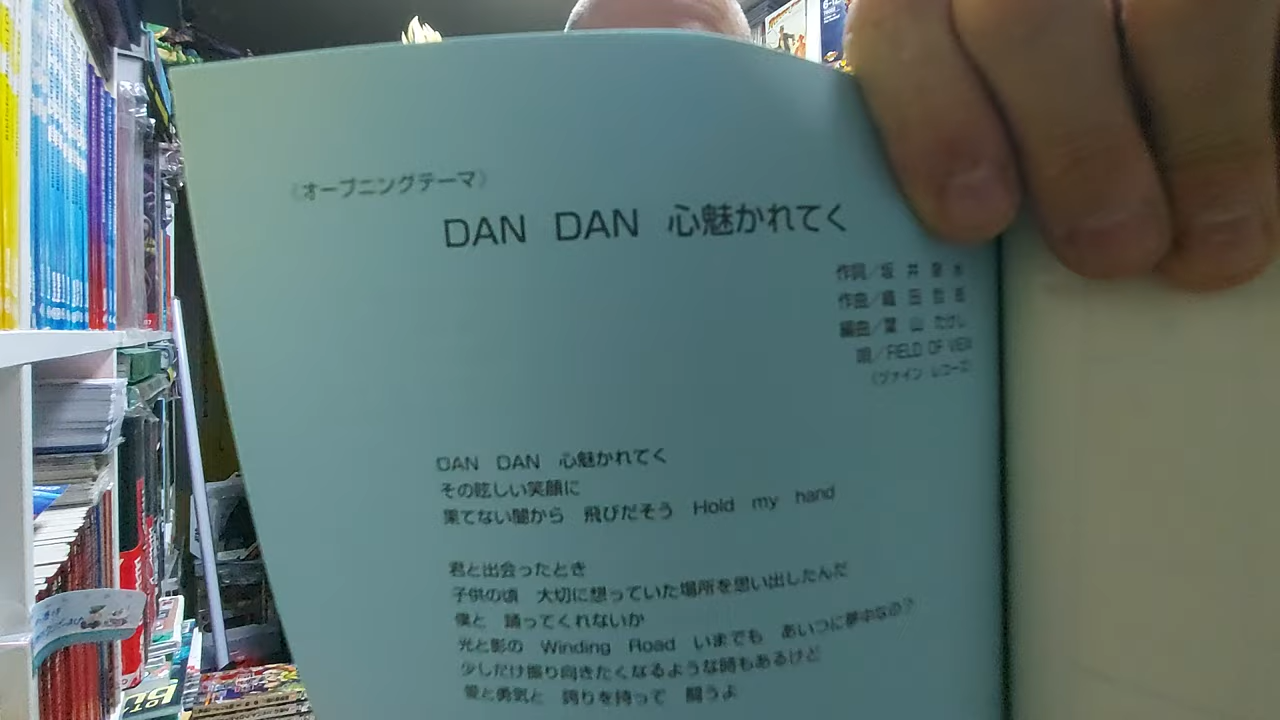 《オープニングテーマ》
DAN DAN 心魅かれてく
作詞／坂井泉水
作曲／織田哲郎
編曲／葉山たけし
唄／FIELD OF VIEW
DAN DAN 心魅かれてく
その眩しい笑顔に
果てない闇から 飛びだそう Hold my hand
君と出会ったとき
子供の頃 大切に想っていた場所を思い出したんだ
僕と 踊ってくれないか
光と影の Winding Road いまでも あいつに夢中なの？
少しだけ振り向きたくなるような時もあるけど
愛と勇気と 誇りを持って 闘うよ